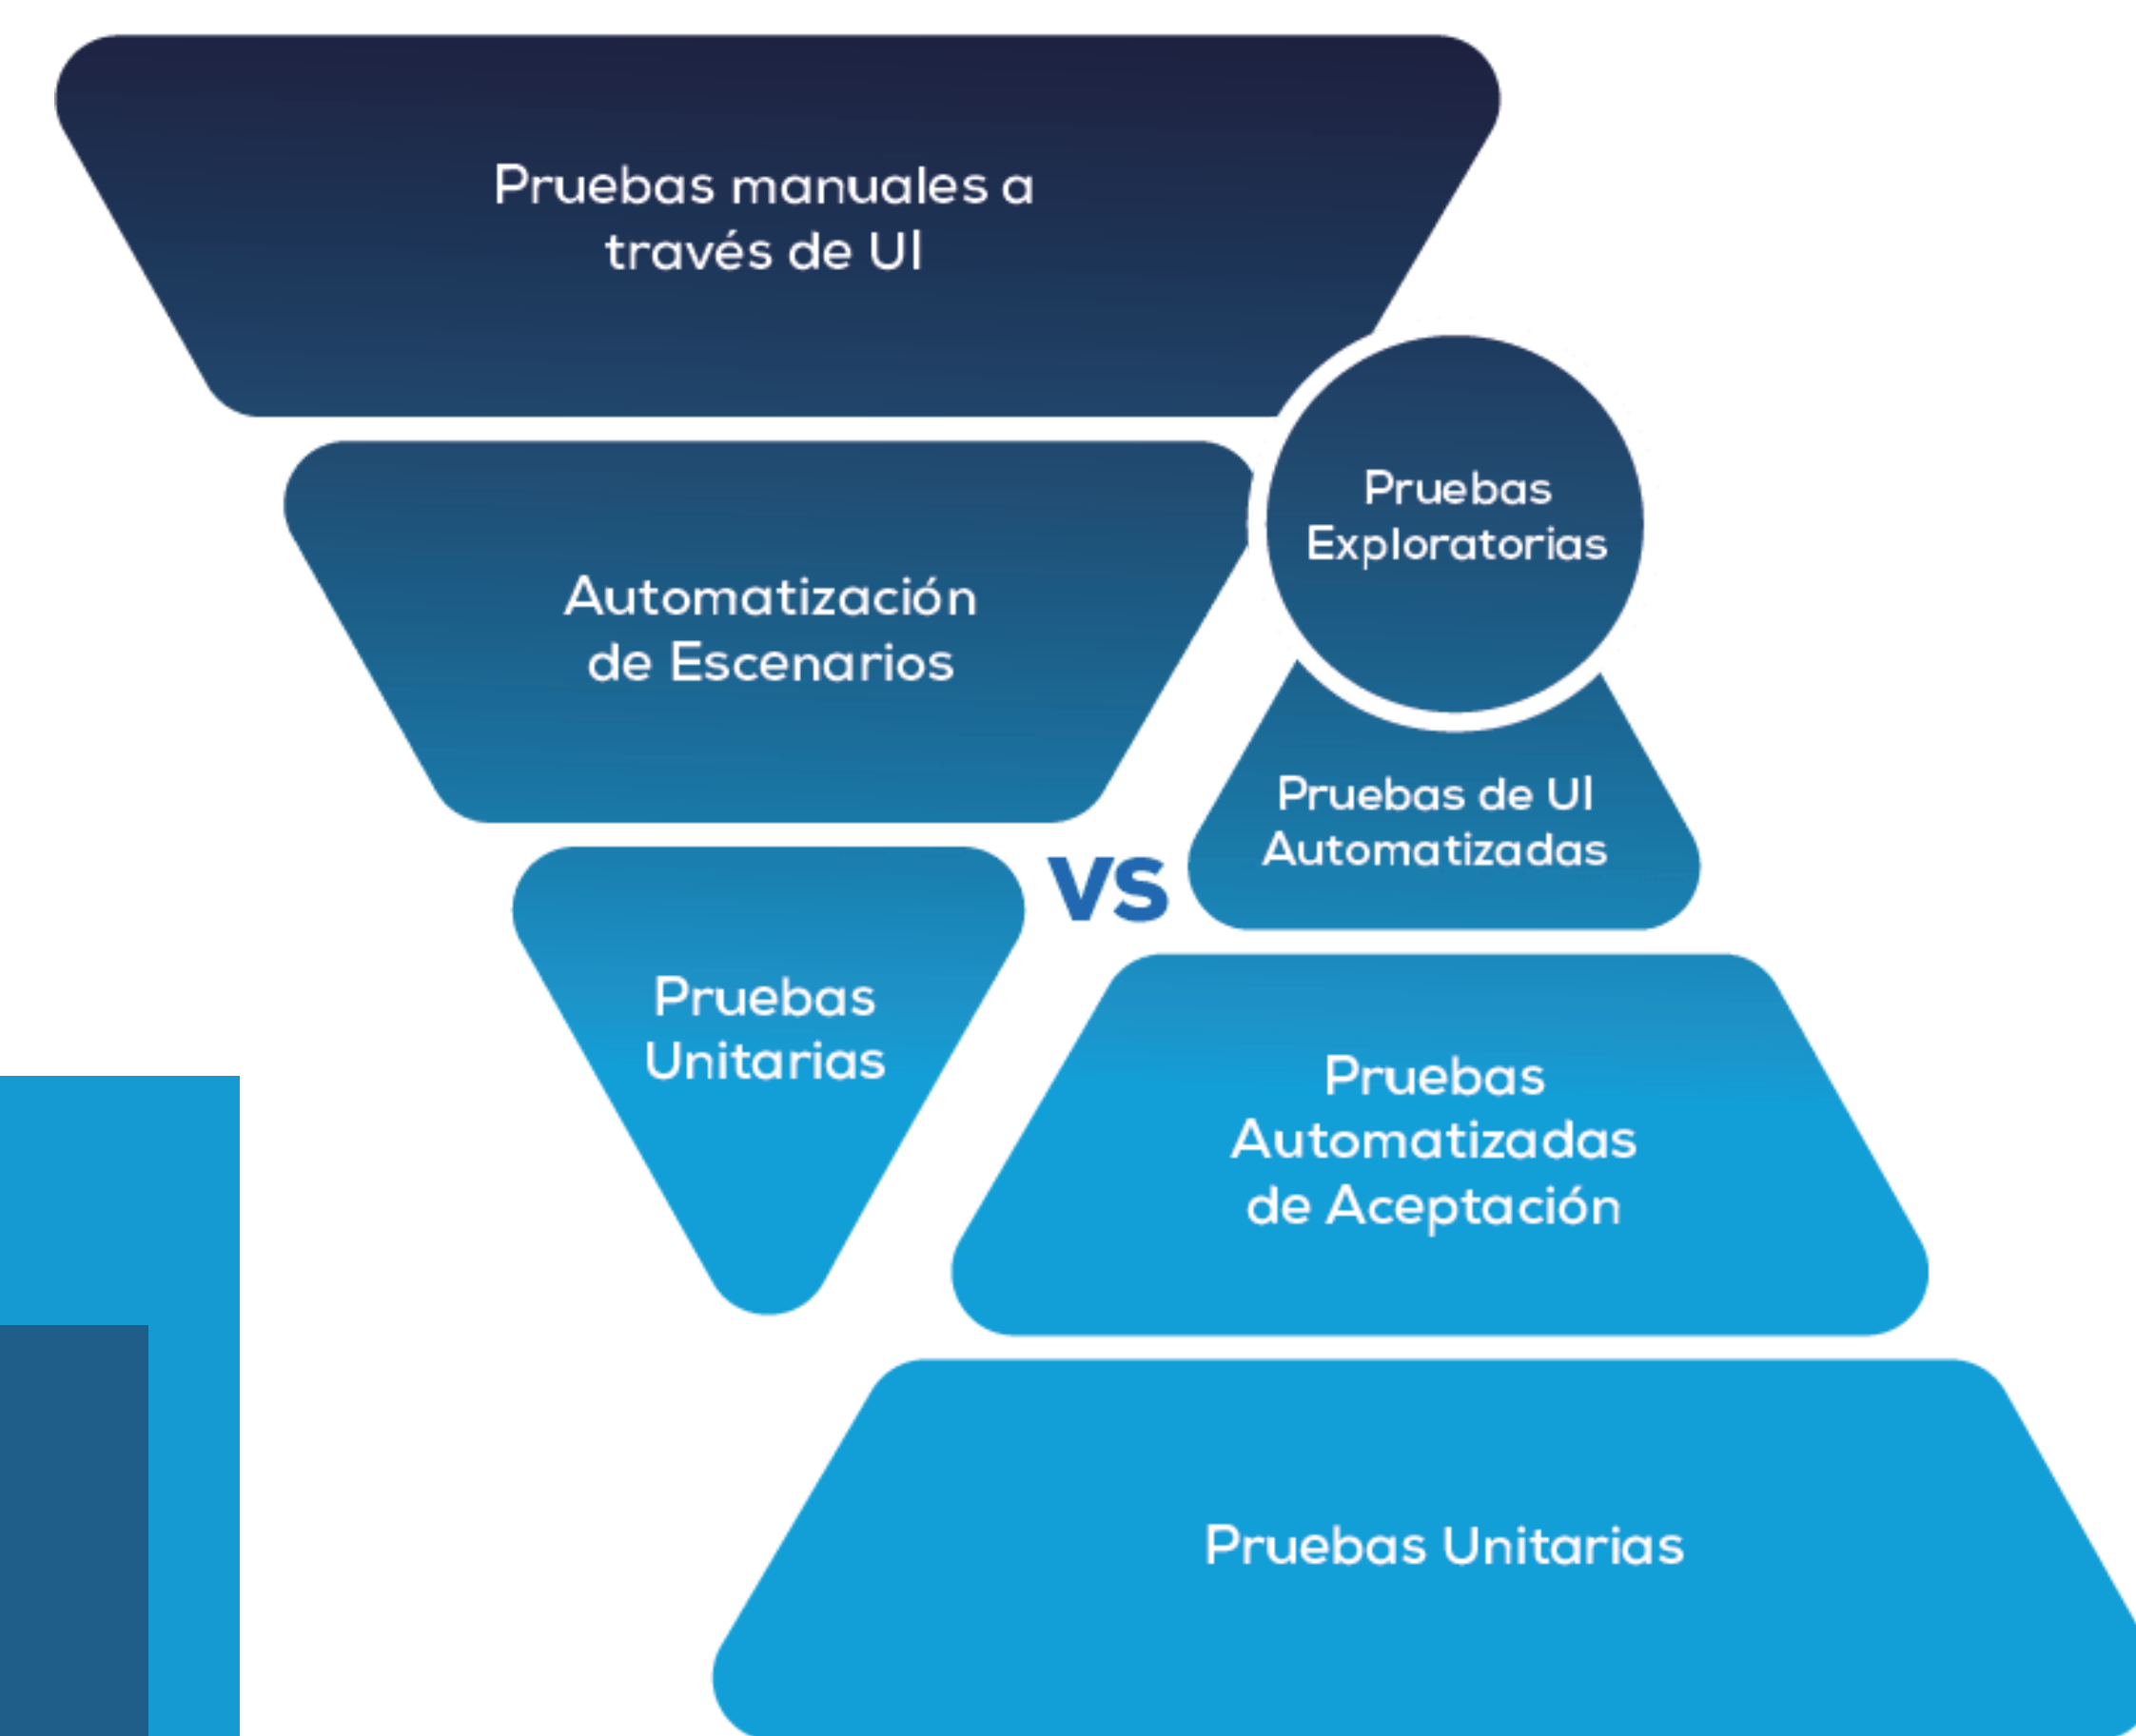 Pruebas manuales a
través de UI
Automatización
de Escenarios
Pruebas
Unitarias
vs
Pruebas
Exploratorias
Pruebas de UI
Automatizadas
Pruebas
Automatizadas
de Aceptación
Pruebas Unitarias